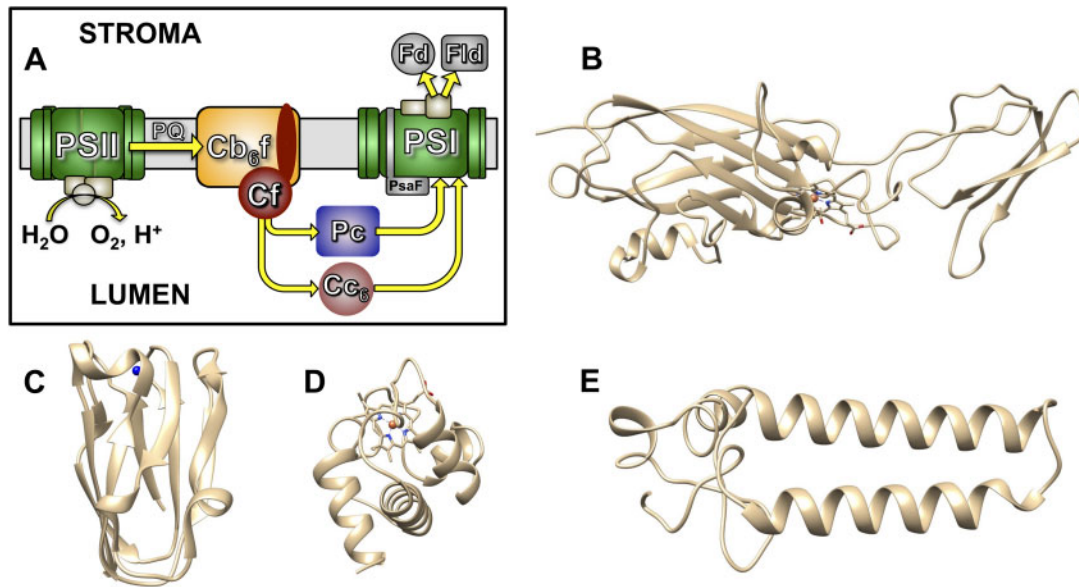 STROMA
A
Fd
Fld
B
PSII
PQ
Cb₆f
PSI
Cf
PsaF
H₂O
O₂, H⁺
Pc
LUMEN
Cc₆
C
D
E